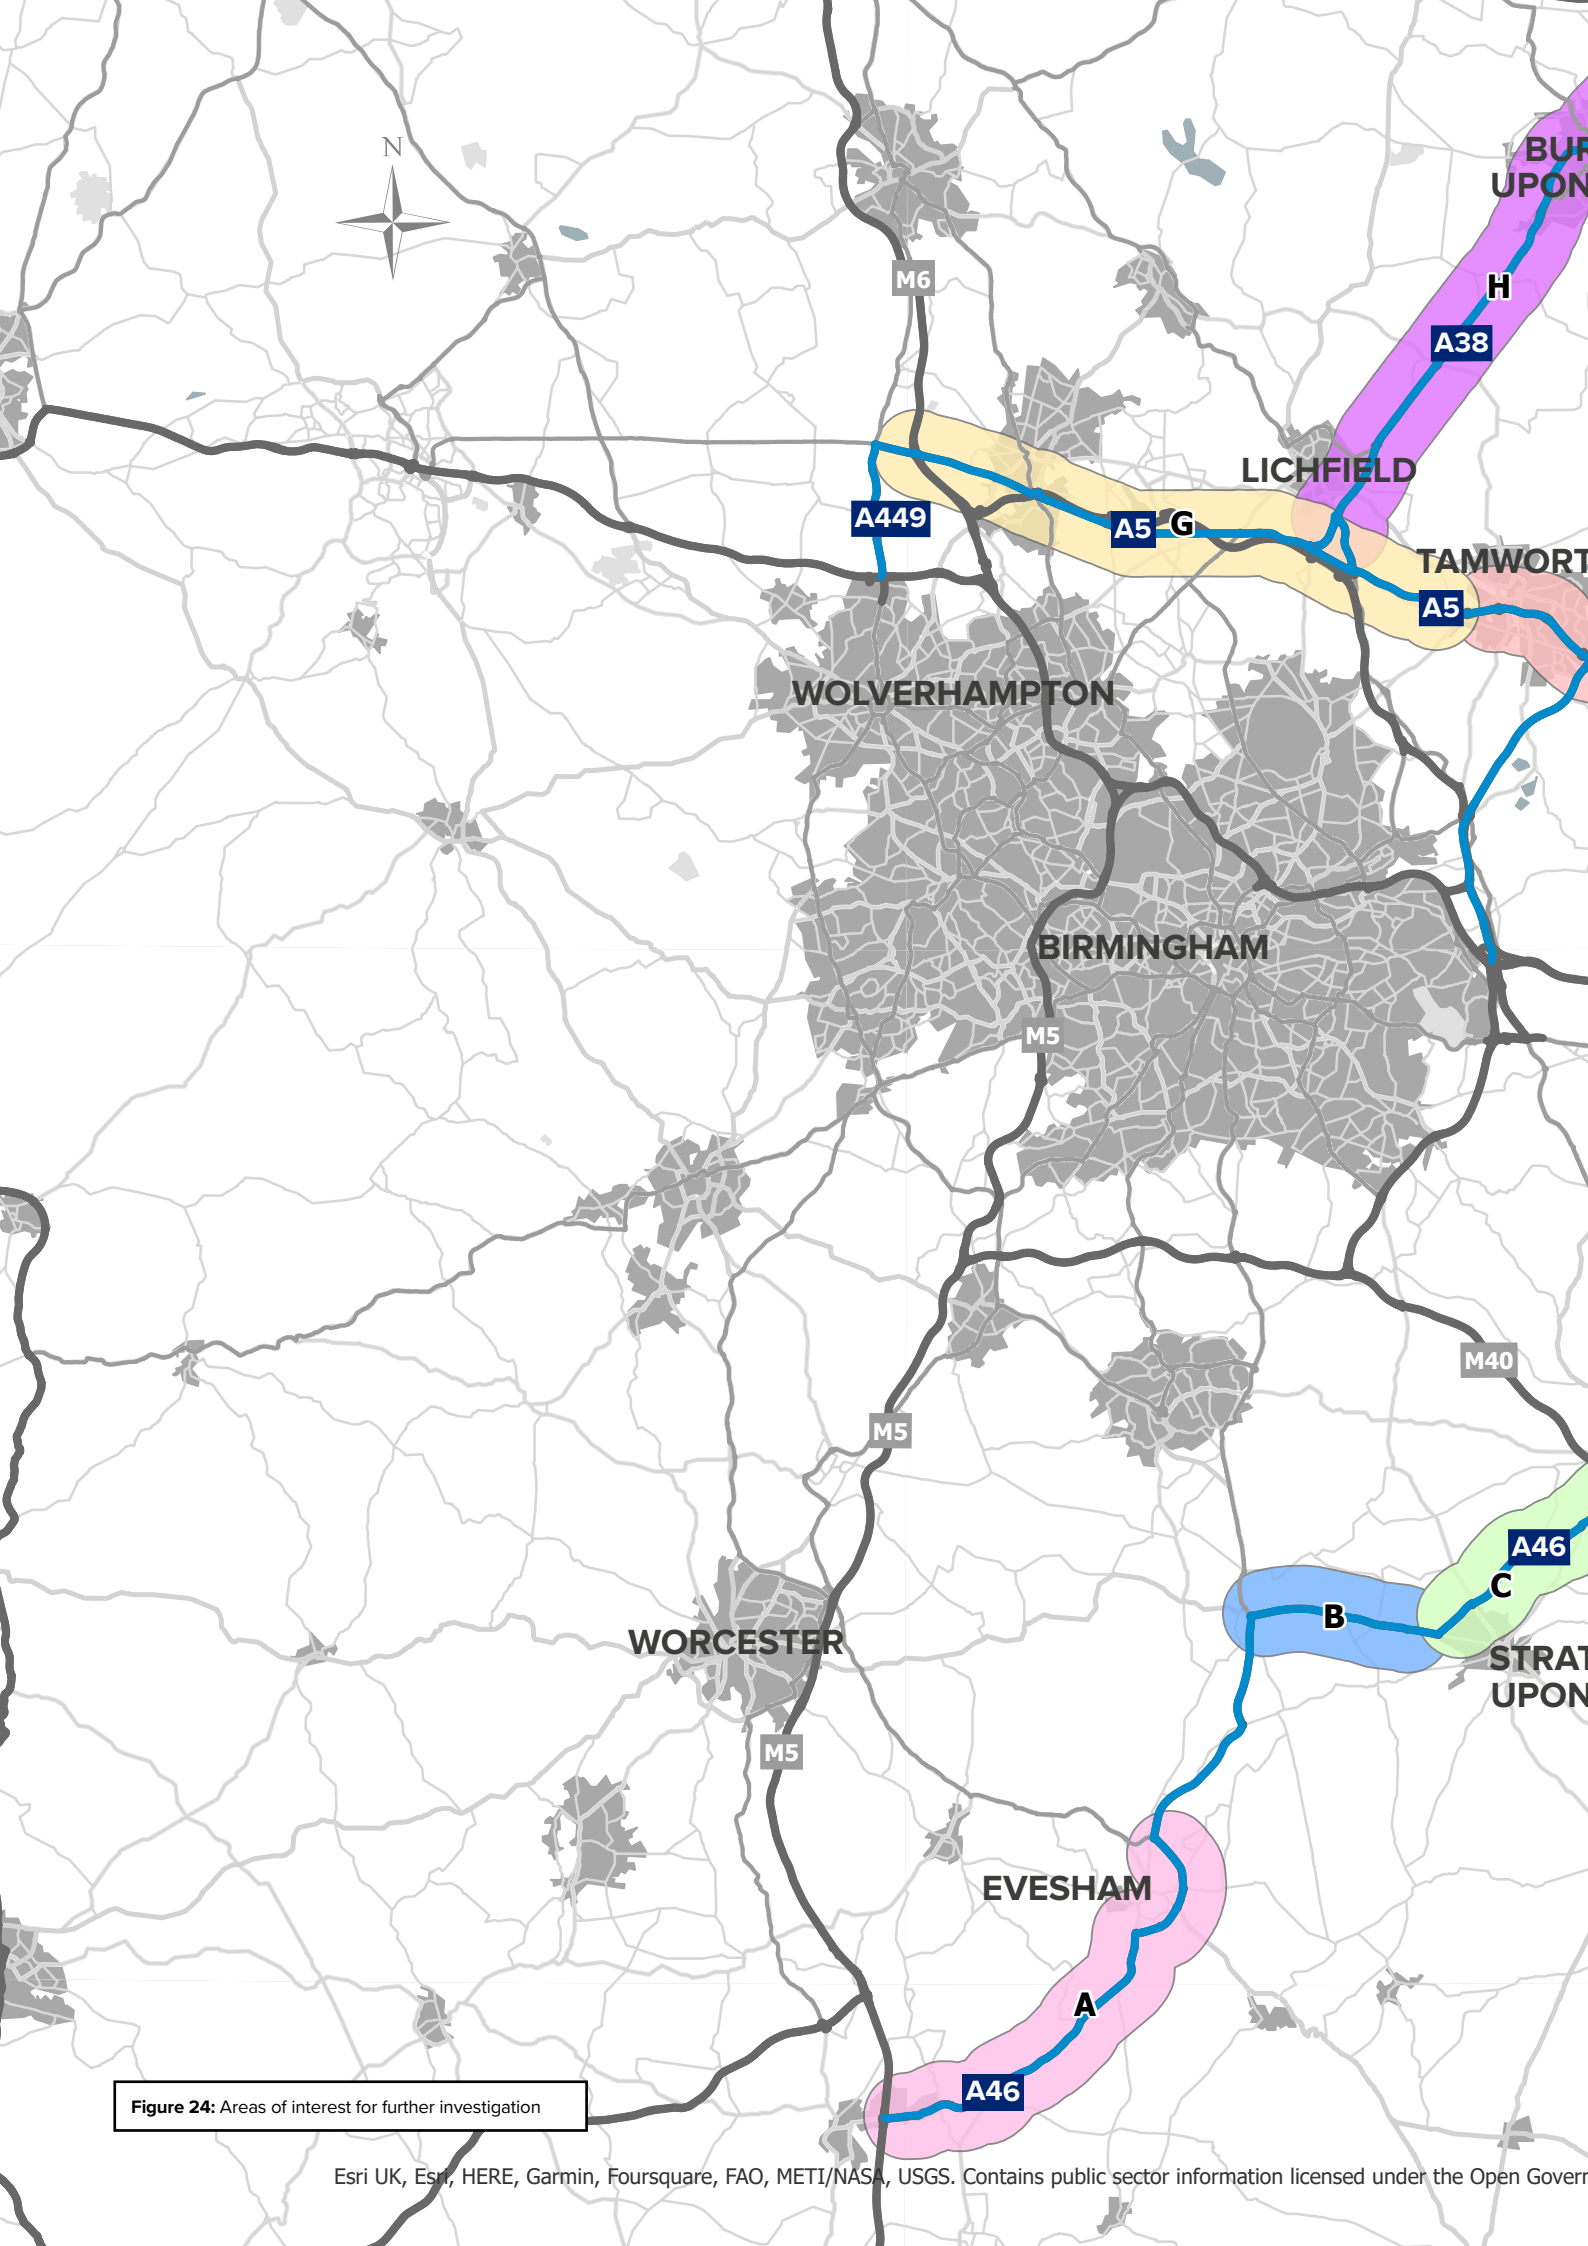 BUR
UPON
N
M6
H
A38
LICHFIELD
A449
A5
G
TAMWORT
A5
WOLVERHAMPTON
BIRMINGHAM
M5
M40
M5
A46
C
B
WORCESTER
STRAT
UPON
M5
EVESHAM
A
A46
Figure 24: Areas of interest for further investigation
Esri UK, Esri, HERE, Garmin, Foursquare, FAO, METI/NASA, USGS. Contains public sector information licensed under the Open Govern